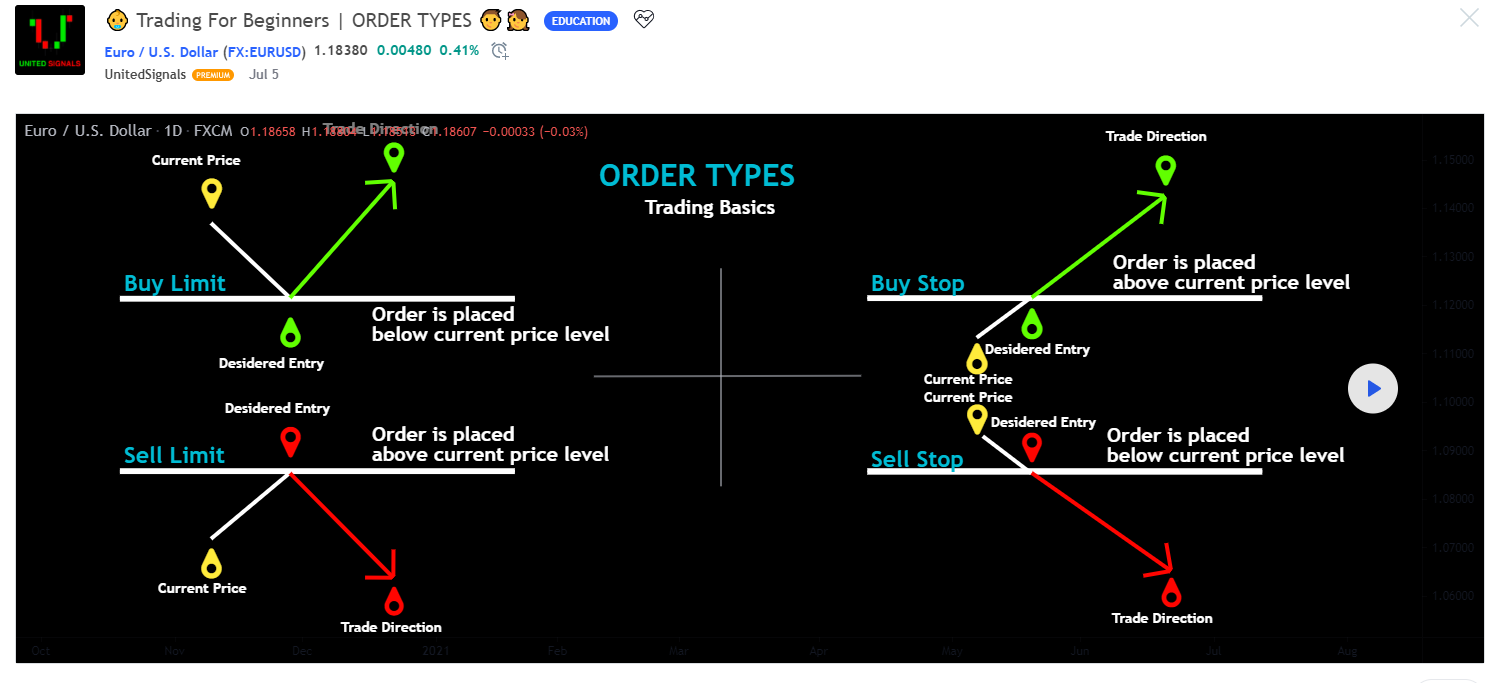 Trading For Beginners | ORDER TYPES
EDUCATION
Euro / U.S. Dollar (FX:EURUSD) 1.18380 0.00480 0.41%
UNITED SIGNALS
UnitedSignals PREMIUM Jul 5
Euro / U.S. Dollar · 1D · FXCM O1.18658 C1.18607 −0.00033 (−0.03%)
Trade Direction
Current Price
ORDER TYPES
Trading Basics
Buy Limit
Order is placed
below current price level
Desidered Entry
Trade Direction
Order is placed
above current price level
Buy Stop
Desidered Entry
Current Price
Desidered Entry
Order is placed
above current price level
Sell Limit
Current Price
Trade Direction
Current Price
Desidered Entry
Order is placed
below current price level
Sell Stop
Trade Direction
1.15000
1.14000
1.13000
1.12000
1.11000
1.10000
1.09000
1.08000
1.07000
1.06000
Oct Nov Dec 2021 Feb Mar Apr May Jun Jul Aug